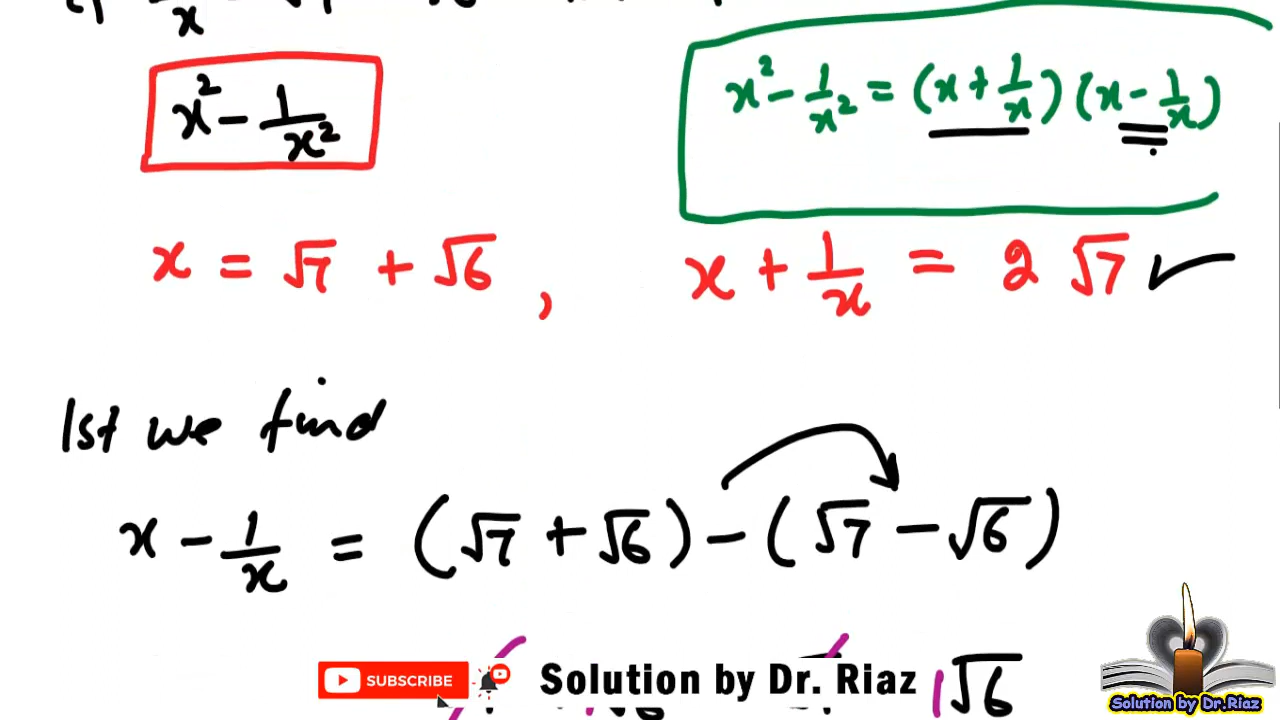 x² - 1/x²
x² - 1/x² = (x + 1/x) (x - 1/x)
x = √7 + √6 , x + 1/x = 2 √7 ✓
1st we find
x - 1/x = (√7 + √6) - (√7 - √6)
√6
SUBSCRIBE
Solution by Dr. Riaz
Solution by Dr.Riaz